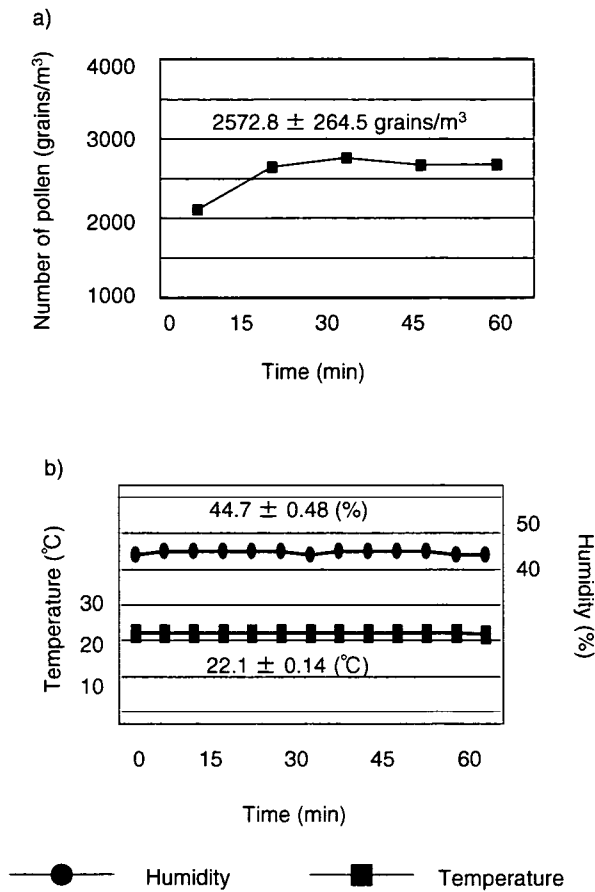 a)
Number of pollen (grains/m³)
4000
3000
2000
1000
2572.8 ± 264.5 grains/m³
0 15 30 45 60
Time (min)
b)
Temperature (℃)
30
20
10
44.7 ± 0.48 (%)
22.1 ± 0.14 (℃)
50
40
Humidity (%)
0 15 30 45 60
Time (min)
Humidity Temperature